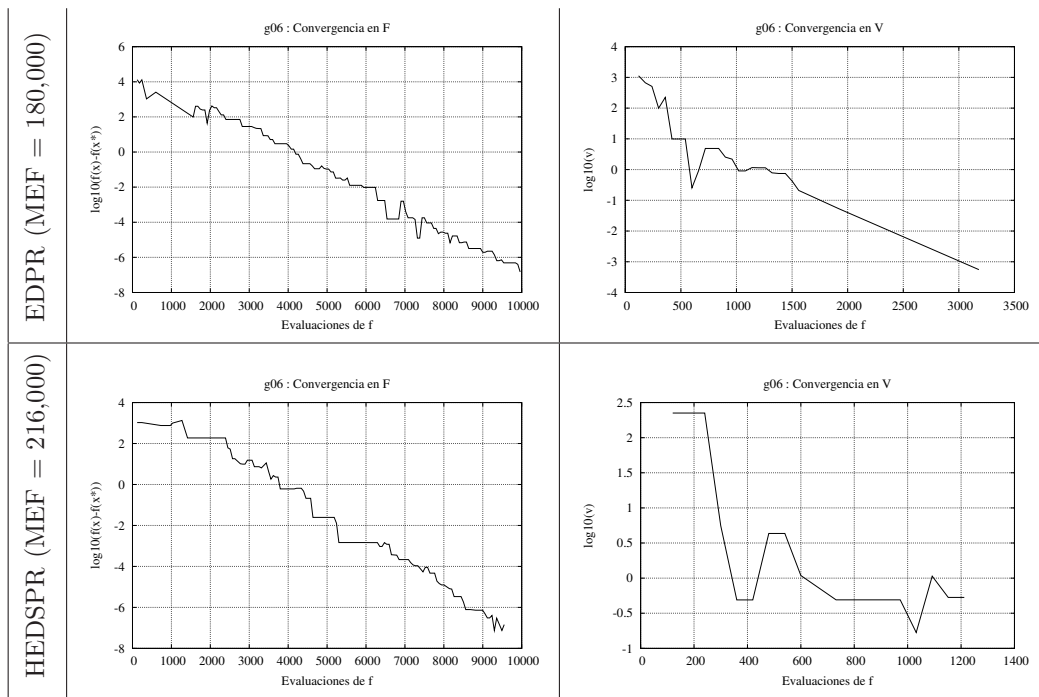 EDPR (MEF = 180,000)
g06 : Convergencia en F
log10(f(x)-f(x*))
6
4
2
0
-2
-4
-6
-8
0 1000 2000 3000 4000 5000 6000 7000 8000 9000 10000
Evaluaciones de f
g06 : Convergencia en V
log10(v)
4
3
2
1
0
-1
-2
-3
-4
0 500 1000 1500 2000 2500 3000 3500
Evaluaciones de f
HEDSPR (MEF = 216,000)
g06 : Convergencia en F
log10(f(x)-f(x*))
4
2
0
-2
-4
-6
-8
0 1000 2000 3000 4000 5000 6000 7000 8000 9000 10000
Evaluaciones de f
g06 : Convergencia en V
log10(v)
2.5
2
1.5
1
0.5
0
-0.5
-1
0 200 400 600 800 1000 1200 1400
Evaluaciones de f